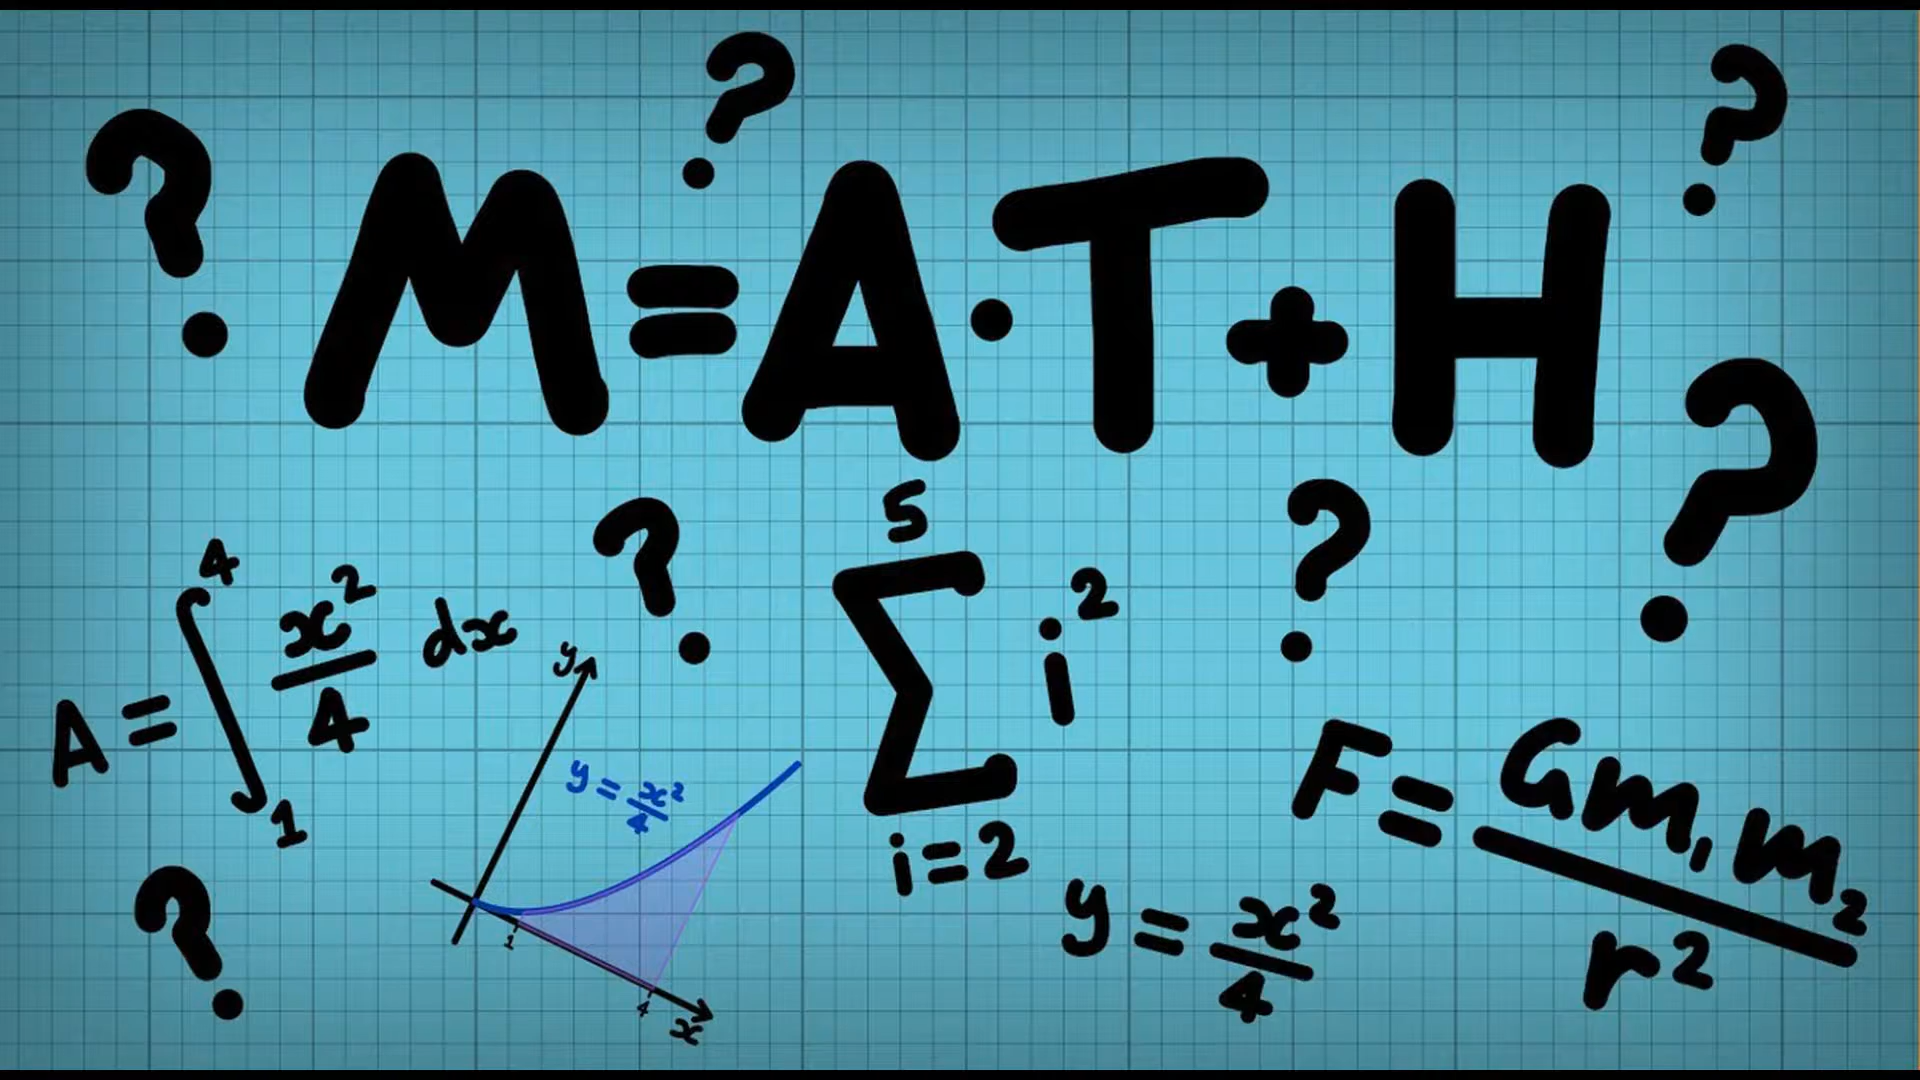 ? ? ?
M=A·T+H
? ? ?
A = ∫₁⁴ x²/4 dx
5
∑ i²
i=2
y
y = x²/4
1
4
x
y = x²/4
F = Gm₁m₂/r²
?